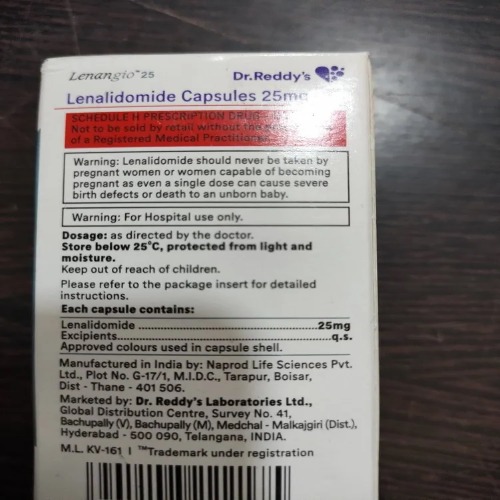 Lenangio™ 25
Dr.Reddy's
Lenalidomide Capsules 25mg
SCHEDULE H PRESCRIPTION DRUG
Not to be sold by retail without the
of a Registered Medical Practitioner
Warning: Lenalidomide should never be taken by
pregnant women or women capable of becoming
pregnant as even a single dose can cause severe
birth defects or death to an unborn baby.
Warning: For Hospital use only.
Dosage: as directed by the doctor.
Store below 25°C, protected from light and
moisture.
Keep out of reach of children.
Please refer to the package insert for detailed
instructions.
Each capsule contains:
Lenalidomide ........................................................25mg
Excipients................................................................q.s.
Approved colours used in capsule shell.
Manufactured in India by: Naprod Life Sciences Pvt.
Ltd., Plot No. G-17/1, M.I.D.C., Tarapur, Boisar,
Dist - Thane - 401 506.
Marketed by: Dr. Reddy's Laboratories Ltd.,
Global Distribution Centre, Survey No. 41,
Bachupally (V), Bachupally (M), Medchal - Malkajgiri (Dist.),
Hyderabad - 500 090, Telangana, INDIA.
M.L. KV-161 | ™Trademark under registration